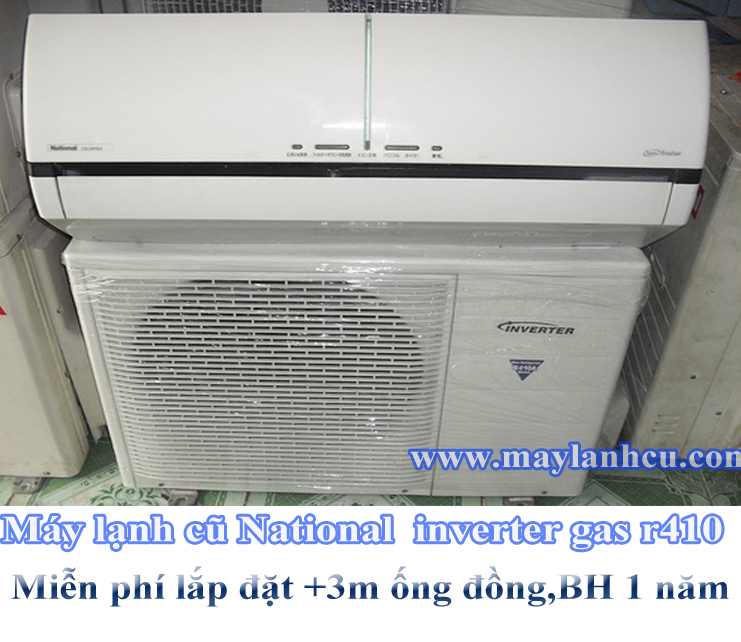 National
INVERTER
R410A
www.maylanhcu.com
Máy lạnh cũ National inverter gas r410
Miễn phí lắp đặt +3m ống đồng,BH 1 năm